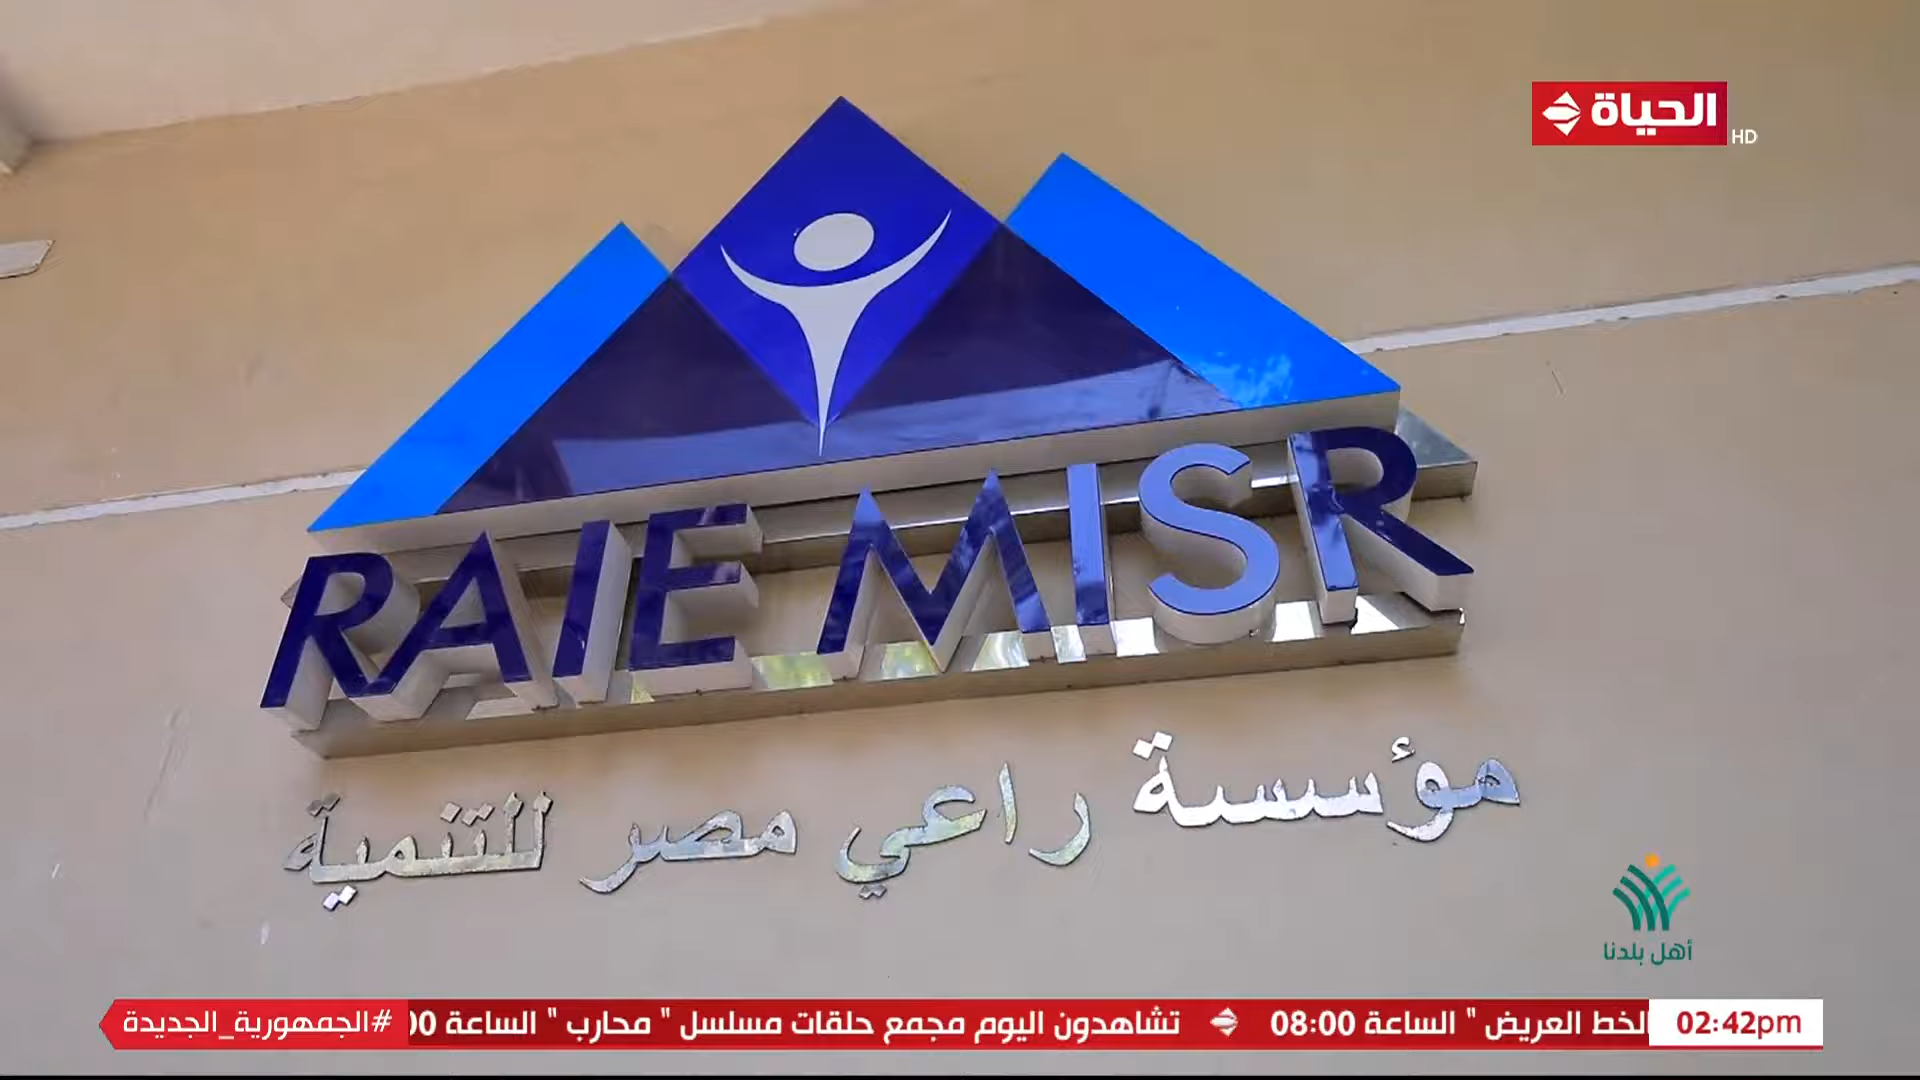 الحياة
HD
RAIE MISR
مؤسسة راعي مصر للتنمية
أهل بلدنا
02:42pm
الخط العريض " الساعة 08:00
تشاهدون اليوم مجمع حلقات مسلسل " محارب " الساعة 00
#الجمهورية_الجديدة